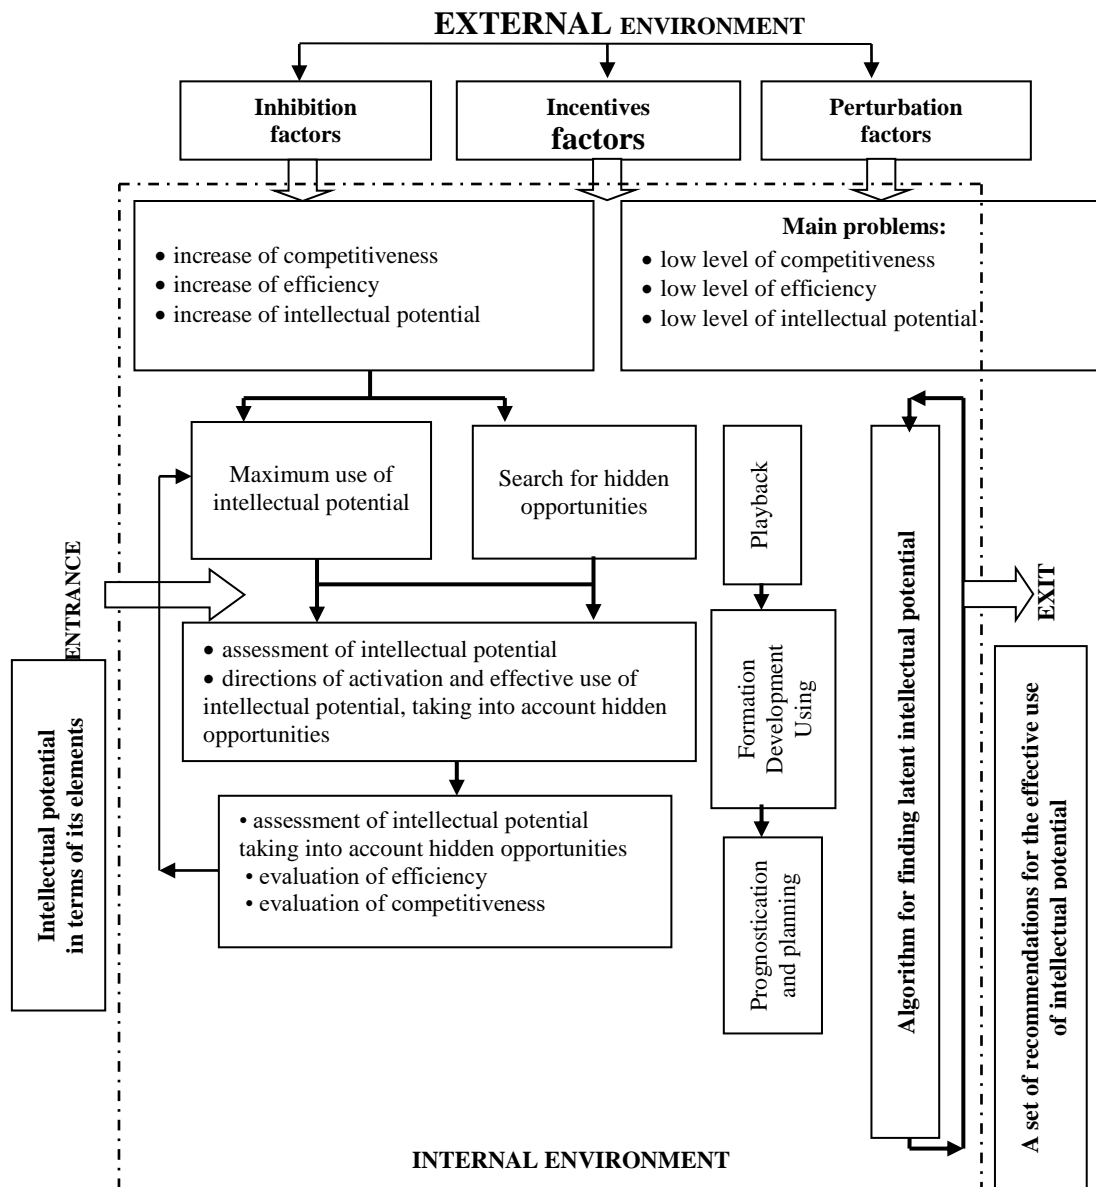 EXTERNAL ENVIRONMENT
Inhibition
factors
Incentives
factors
Perturbation
factors
• increase of competitiveness
• increase of efficiency
• increase of intellectual potential
Main problems:
• low level of competitiveness
• low level of efficiency
• low level of intellectual potential
Maximum use of
intellectual potential
Search for hidden
opportunities
Playback
ENTRANCE
EXIT
• assessment of intellectual potential
• directions of activation and effective use of
intellectual potential, taking into account hidden
opportunities
Formation
Development
Using
• assessment of intellectual potential
taking into account hidden opportunities
• evaluation of efficiency
• evaluation of competitiveness
Prognostication
and planning
Intellectual potential
in terms of its elements
Algorithm for finding latent intellectual potential
A set of recommendations for the effective use
of intellectual potential
INTERNAL ENVIRONMENT